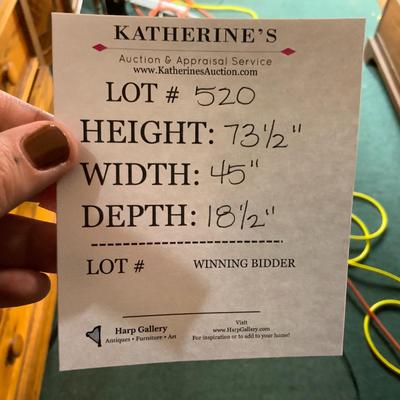 KATHERINE'S
Auction & Appraisal Service
www.KatherinesAuction.com
LOT # 520
HEIGHT: 73½"
WIDTH: 45"
DEPTH: 18½"
LOT # WINNING BIDDER
Harp Gallery
Antiques • Furniture • Art
Visit
www.HarpGallery.com
For inspiration or to add to your home!